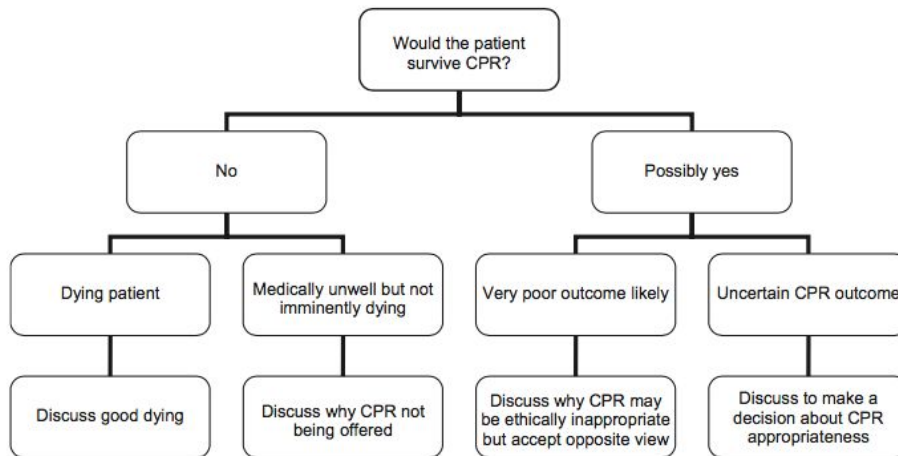 Would the patient
survive CPR?
No
Possibly yes
Dying patient
Medically unwell but not
imminently dying
Very poor outcome likely
Uncertain CPR outcome
Discuss good dying
Discuss why CPR not
being offered
Discuss why CPR may
be ethically inappropriate
but accept opposite view
Discuss to make a
decision about CPR
appropriateness